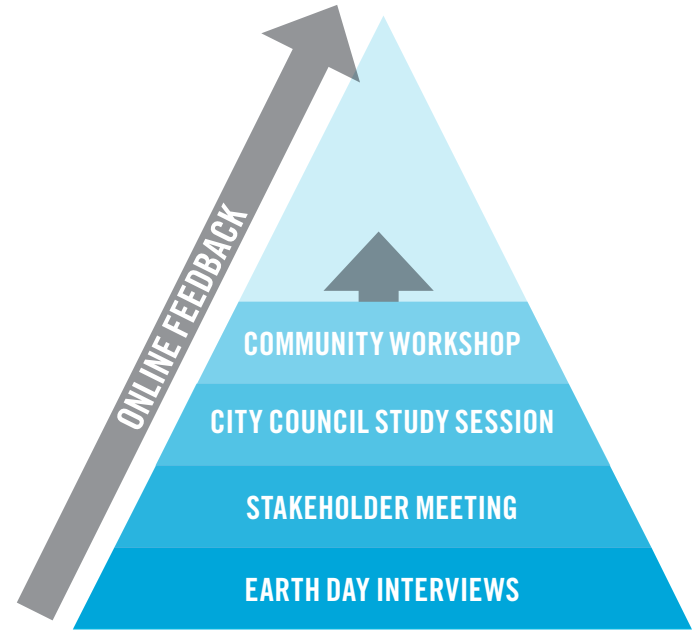 ONLINE FEEDBACK
COMMUNITY WORKSHOP
CITY COUNCIL STUDY SESSION
STAKEHOLDER MEETING
EARTH DAY INTERVIEWS